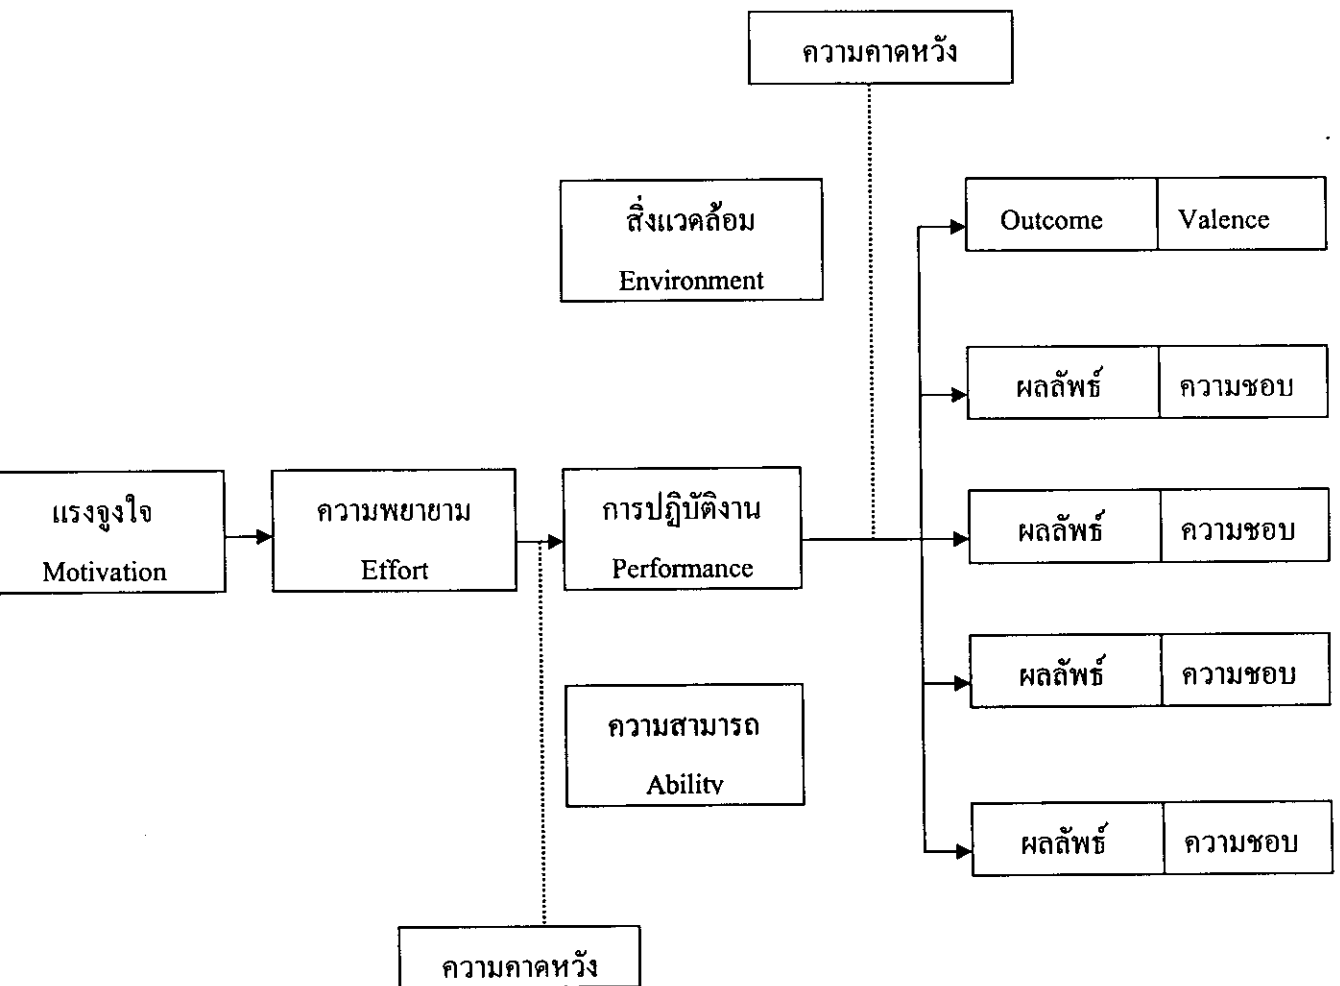 ความคาดหวัง
สิ่งแวดล้อม
Environment
Outcome Valence
ผลลัพธ์ ความชอบ
แรงจูงใจ
Motivation
ความพยายาม
Effort
การปฏิบัติงาน
Performance
ผลลัพธ์ ความชอบ
ผลลัพธ์ ความชอบ
ความสามารถ
Ability
ผลลัพธ์ ความชอบ
ความคาดหวัง